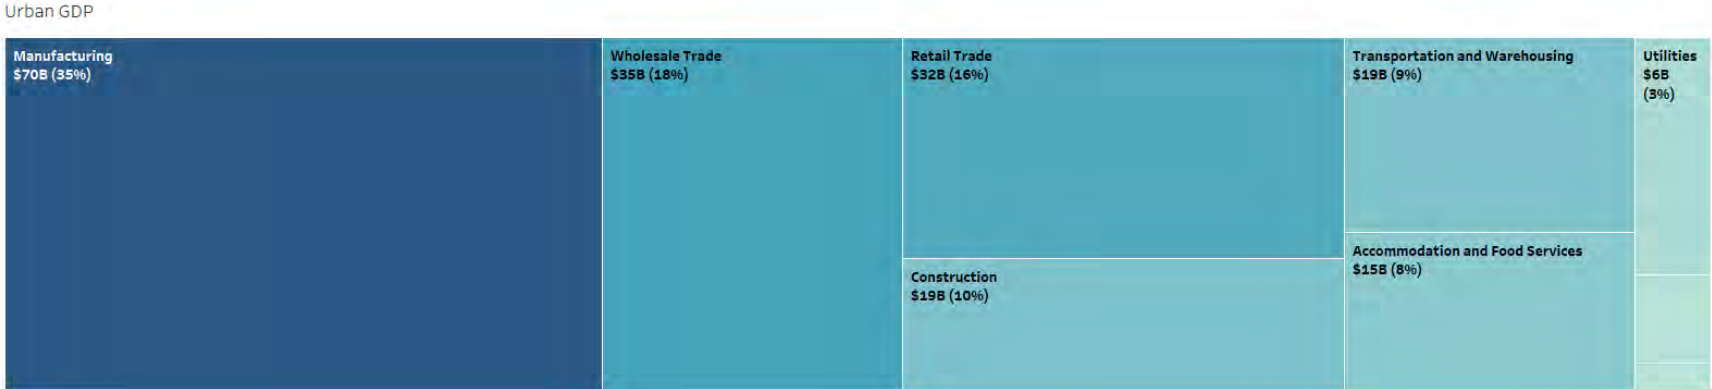 Urban GDP
Manufacturing
$70B (35%)
Wholesale Trade
$35B (18%)
Retail Trade
$32B (16%)
Construction
$19B (10%)
Transportation and Warehousing
$19B (9%)
Accommodation and Food Services
$15B (8%)
Utilities
$6B
(3%)